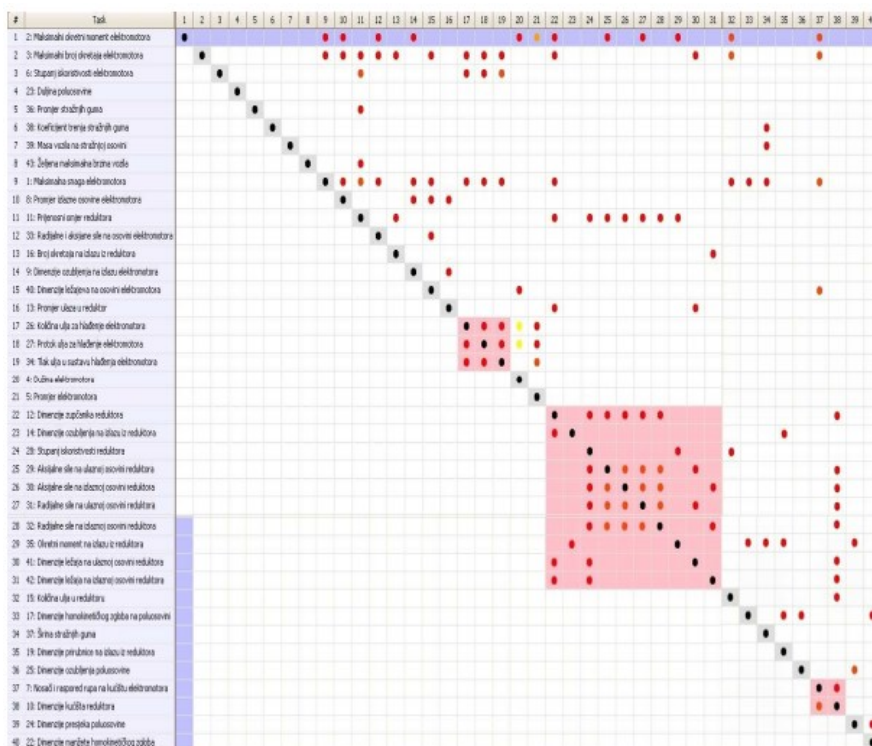 # Task 1 2 3 4 5 6 7 8 9 10 11 12 13 14 15 16 17 18 19 20 21 22 23 24 25 26 27 28 29 30 31 32 33 34 35 36 37 38 39
1 2: Maksimalni okretni moment elektromotora
2 3: Maksimalni broj okretaja elektromotora
3 6: Stupanj iskoristivosti elektromotora
4 23: Duljina poluosovine
5 36: Promjer stražnjih guma
6 38: Koeficijent trenja stražnjih guma
7 39: Masa vozila na stražnjoj osovini
8 43: Željena maksimalna brzina vozila
9 1: Maksimalna snaga elektromotora
10 8: Promjer izlazne osovine elektromotora
11 11: Prijenosni omjer reduktora
12 33: Radijalne i aksijalne sile na osovini elektromotora
13 16: Broj okretaja na izlazu iz reduktora
14 9: Dimenzije ozubljenja na izlazu elektromotora
15 40: Dimenzije ležajeva na osovini elektromotora
16 13: Promjer ulaza u reduktor
17 26: Količina ulja za hlađenje elektromotora
18 27: Protok ulja za hlađenje elektromotora
19 34: Tlak ulja u sustavu hlađenja elektromotora
20 4: Dužina elektromotora
21 5: Promjer elektromotora
22 12: Dimenzije zupčanika reduktora
23 14: Dimenzije ozubljenja na izlazu iz reduktora
24 28: Stupanj iskoristivosti reduktora
25 29: Aksijalne sile na ulaznoj osovini reduktora
26 30: Aksijalne sile na izlaznoj osovini reduktora
27 31: Radijalne sile na ulaznoj osovini reduktora
28 32: Radijalne sile na izlaznoj osovini reduktora
29 35: Okretni moment na izlazu iz reduktora
30 41: Dimenzije ležaja na ulaznoj osovini reduktora
31 42: Dimenzije ležaja na izlaznoj osovini reduktora
32 15: Količina ulja u reduktoru
33 17: Dimenzije homokinetičkog zgloba na poluosovini
34 37: Širina stražnjih guma
35 19: Dimenzije prirubnice na izlazu iz reduktora
36 25: Dimenzije ozubljenja poluosovine
37 7: Nosači i raspored rupa na kućištu elektromotora
38 10: Dimenzije kućišta reduktora
39 24: Dimenzije presjeka poluosovine
40 22: Dimenzije manžete homokinetičkog zgloba